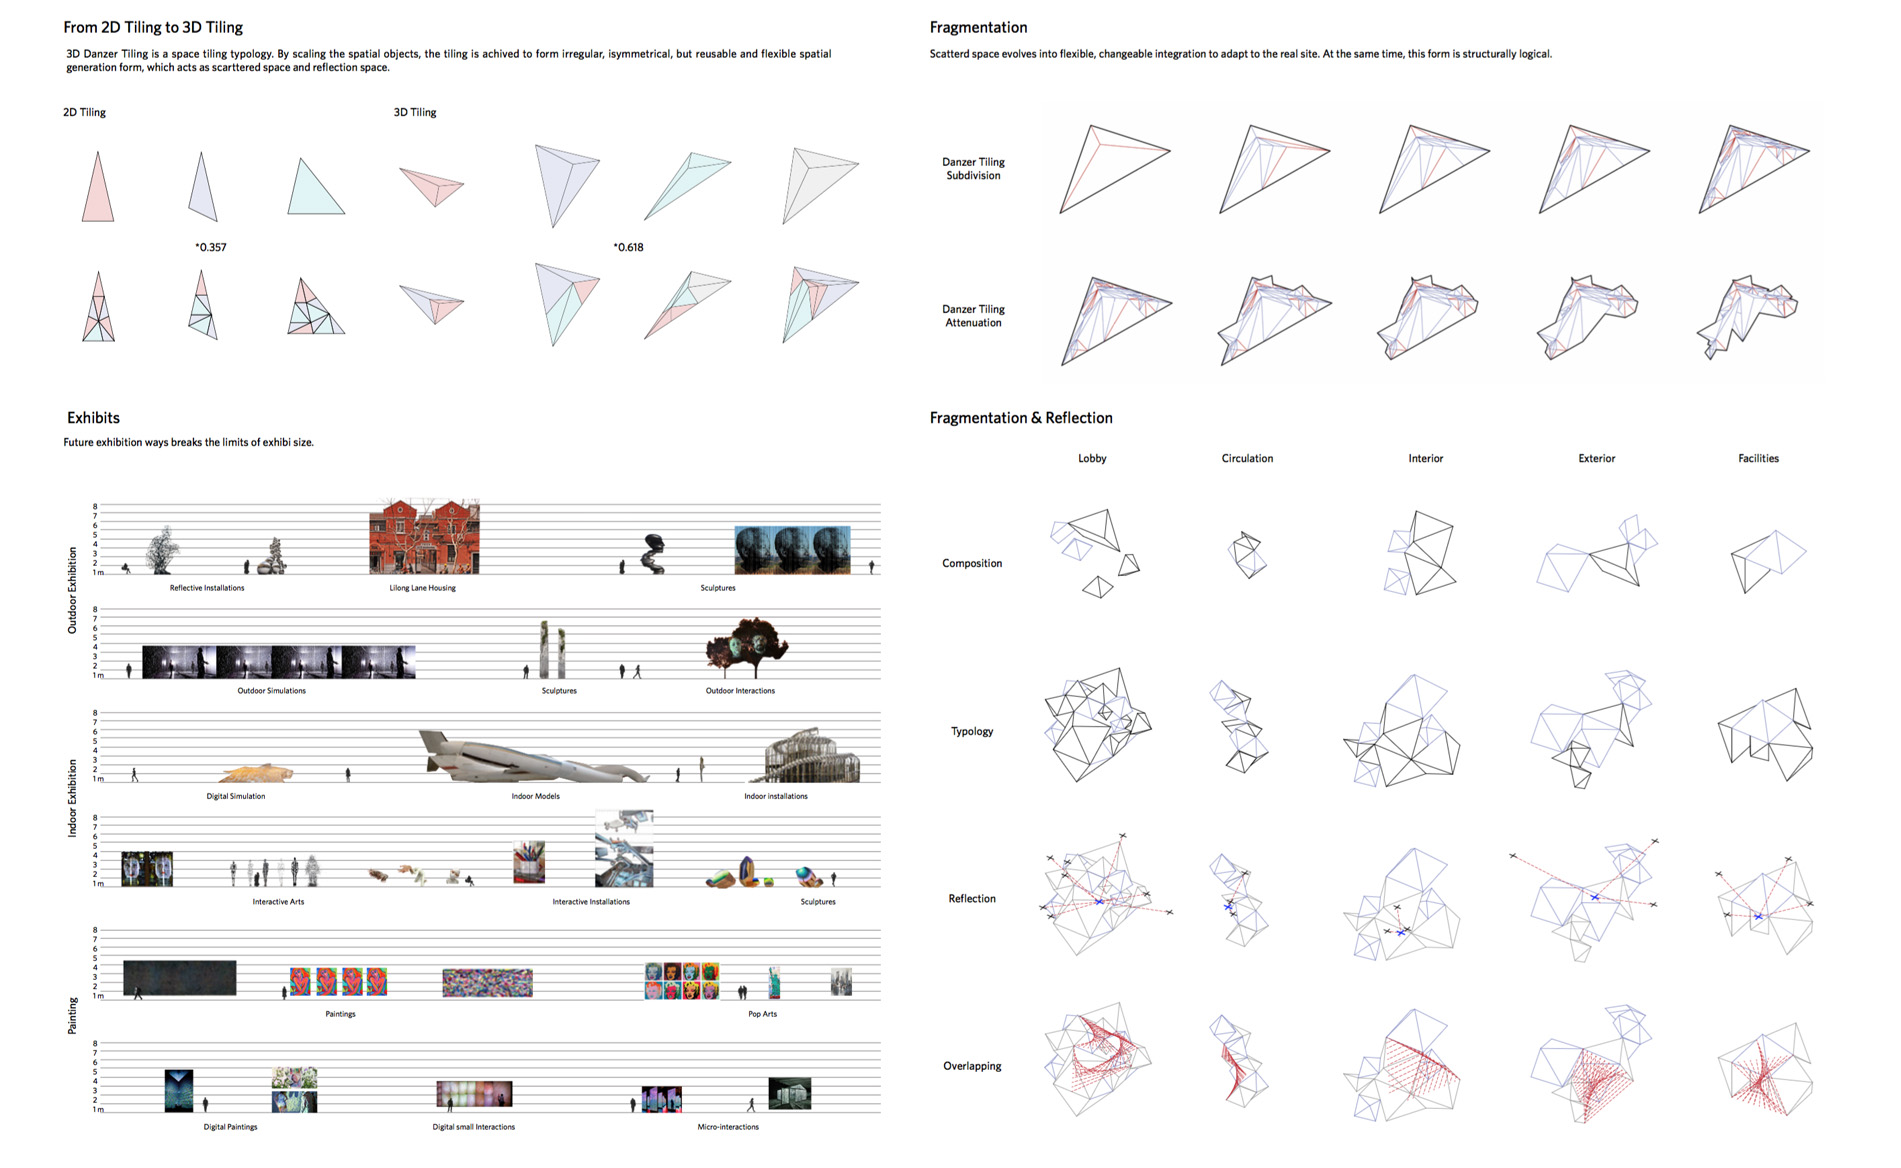 From 2D Tiling to 3D Tiling
3D Danzer Tiling is a space tiling typology. By scaling the spatial objects, the tiling is achived to form irregular, isymmetrical, but reusable and flexible spatial
generation form, which acts as scarttered space and reflection space.
2D Tiling
3D Tiling
*0.357
*0.618
Fragmentation
Scatterd space evolves into flexible, changeable integration to adapt to the real site. At the same time, this form is structurally logical.
Danzer Tiling
Subdivision
Danzer Tiling
Attenuation
Exhibits
Future exhibition ways breaks the limits of exhibi size.
Outdoor Exhibition
8
7
6
5
4
3
2
1m
Reflective Installations
Lilong Lane Housing
Sculptures
8
7
6
5
4
3
2
1m
Outdoor Simulations
Sculptures
Outdoor Interactions
Indoor Exhibition
8
7
6
5
4
3
2
1m
Digital Simulation
Indoor Models
Indoor installations
8
7
6
5
4
3
2
1m
Interactive Arts
Interactive Installations
Sculptures
Painting
8
7
6
5
4
3
2
1m
Paintings
Pop Arts
8
7
6
5
4
3
2
1m
Digital Paintings
Digital small Interactions
Micro-interactions
Fragmentation & Reflection
Lobby
Circulation
Interior
Exterior
Facilities
Composition
Typology
Reflection
Overlapping